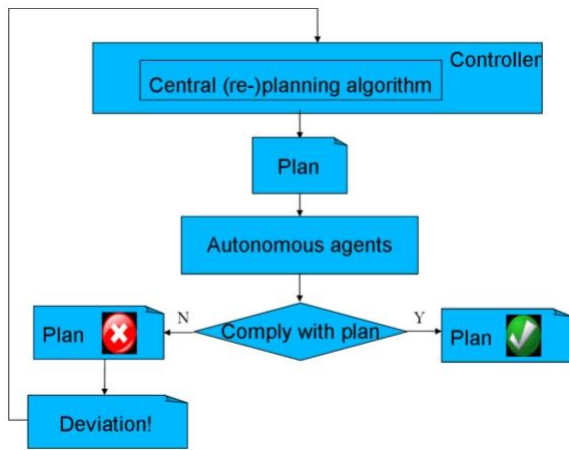 Controller
Central (re-)planning algorithm
Plan
Autonomous agents
N
Comply with plan
Y
Plan
Plan
Deviation!